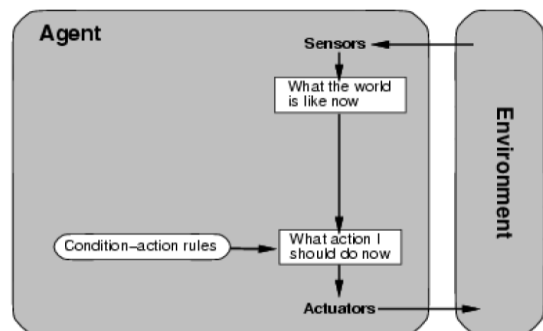 Agent
Sensors
What the world
is like now
Environment
Condition–action rules
What action I
should do now
Actuators